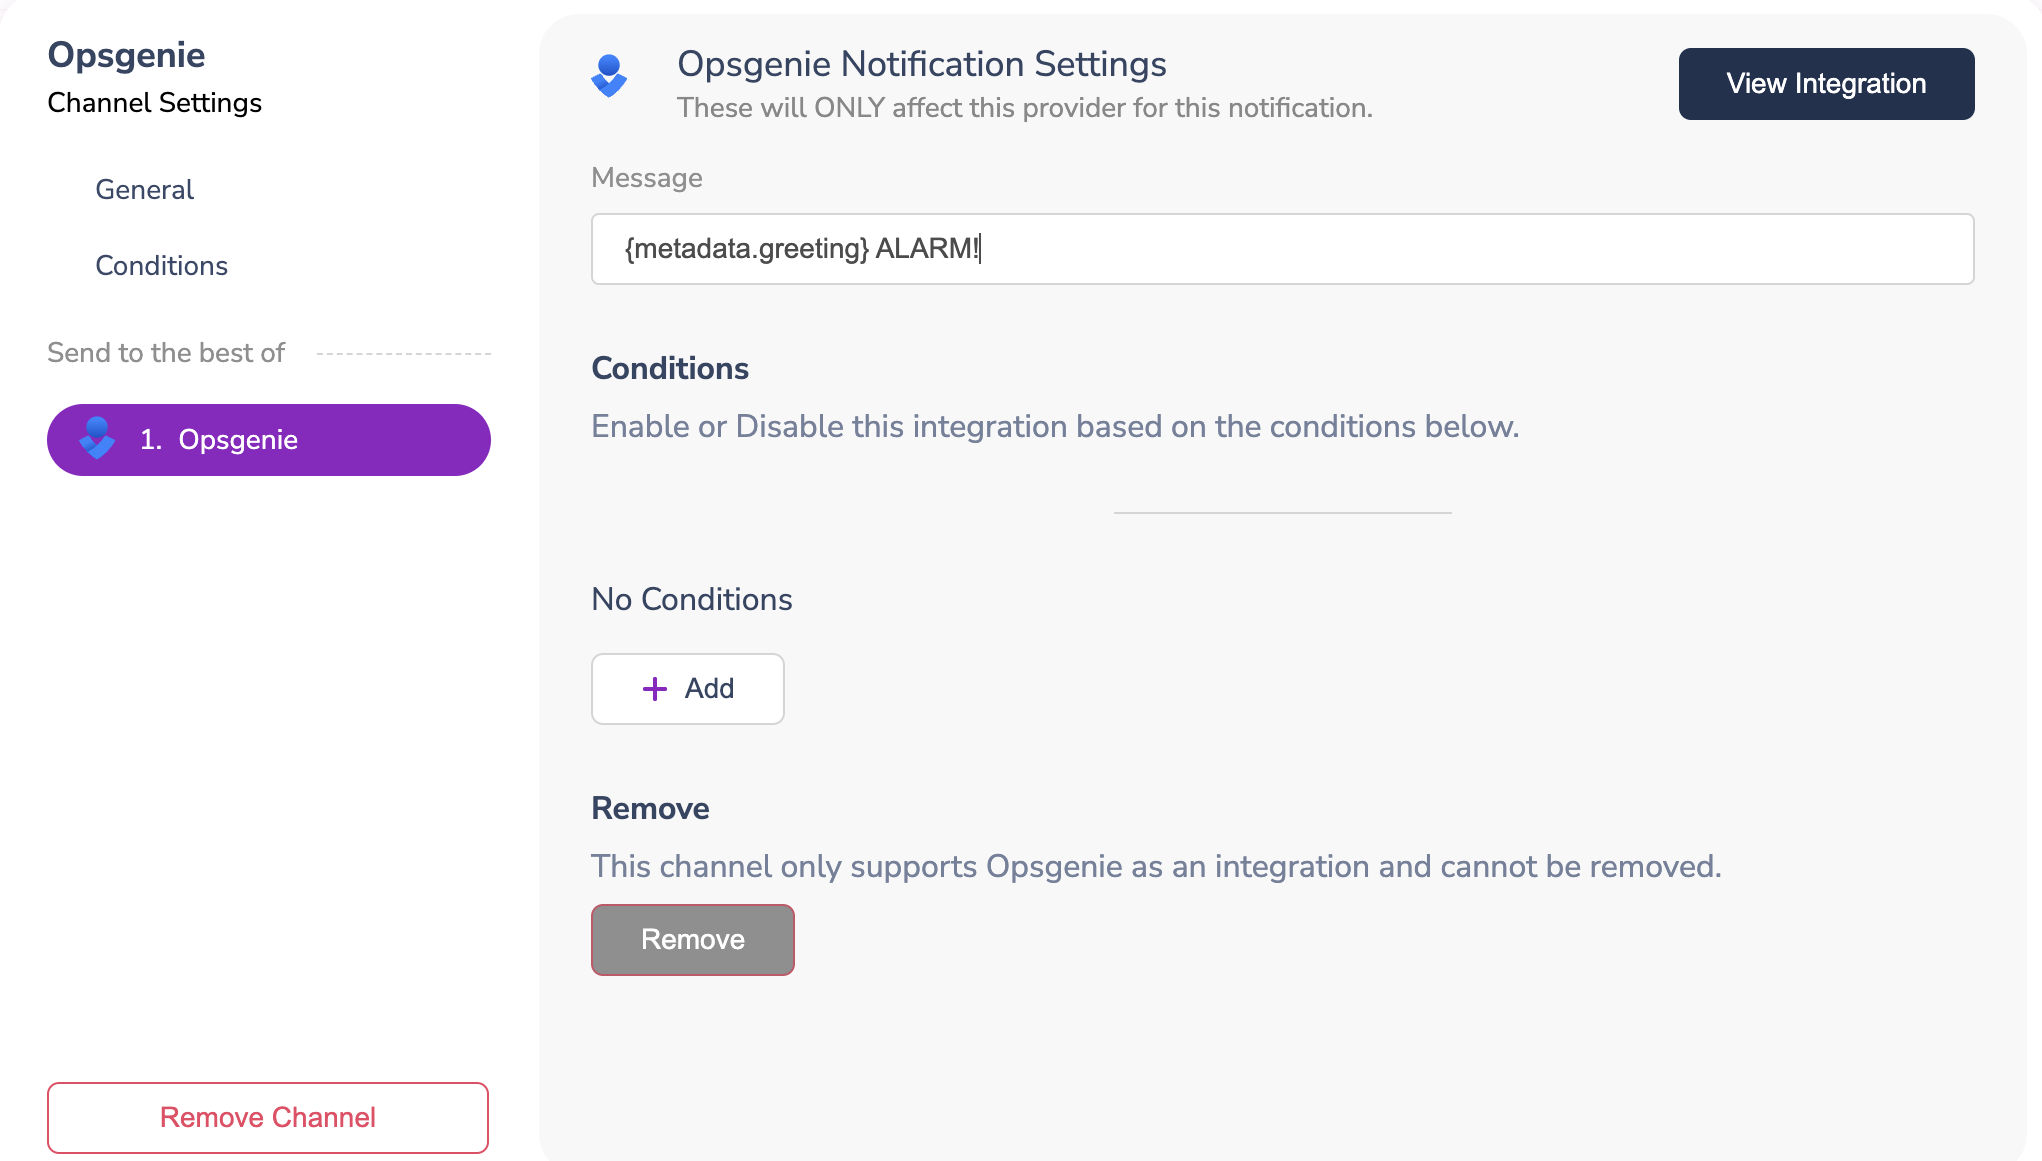 Opsgenie
Channel Settings
General
Conditions
Send to the best of
1. Opsgenie
Remove Channel
Opsgenie Notification Settings
These will ONLY affect this provider for this notification.
View Integration
Message
{metadata.greeting} ALARM!
Conditions
Enable or Disable this integration based on the conditions below.
No Conditions
Add
Remove
This channel only supports Opsgenie as an integration and cannot be removed.
Remove